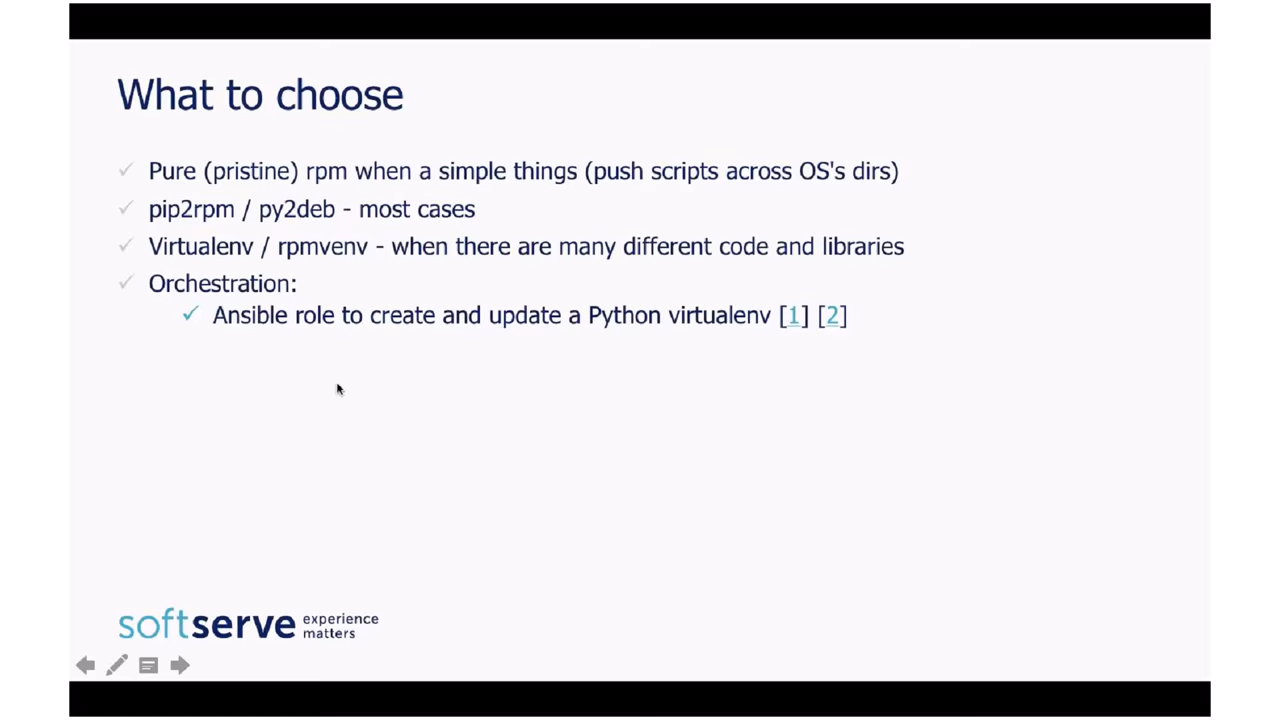 What to choose
Pure (pristine) rpm when a simple things (push scripts across OS's dirs)
pip2rpm / py2deb - most cases
Virtualenv / rpmvenv - when there are many different code and libraries
Orchestration:
Ansible role to create and update a Python virtualenv [1] [2]
softserve experience
matters